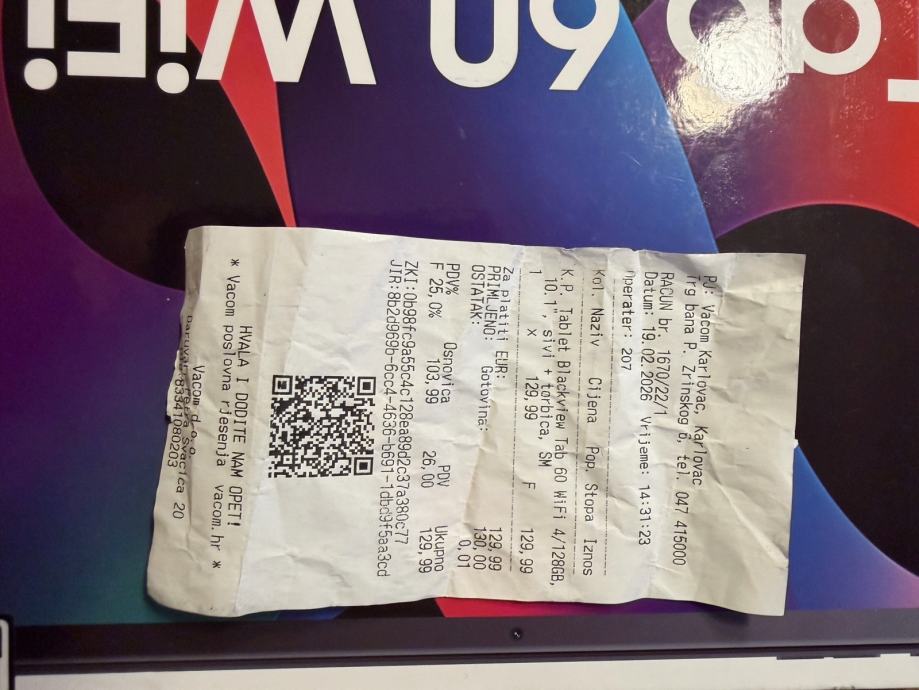 Tab 60 WiFi
PJ: Vacom Karlovac, Karlovac
Trg bana P. Zrinskog 6, tel. 047 415000
RAČUN br. 1670/22/1
Datum: 19.02.2026 Vrijeme: 14:31:23
Operater: 207
Kol. Naziv Cijena Pop. Stopa Iznos
K.P. Tablet Blackview Tab 60 WiFi 4/128GB,
10.1", sivi + torbica, SM
1 x 129,99 F 129,99
Za platiti EUR: 129,99
PRIMLJENO: Gotovina: 130,00
OSTATAK: 0,01
PDV% Osnovica PDV Ukupno
F 25,0% 103,99 26,00 129,99
ZKI:0b98fc9a55c4c128ea89d2c37a380c77
JIR:8b2d969b-6cc4-4636-b691-1dbd9f5aa3cd
HVALA I DOĐITE NAM OPET!
* Vacom poslovna rješenja vacom.hr *
Vacom d.o.o.
20